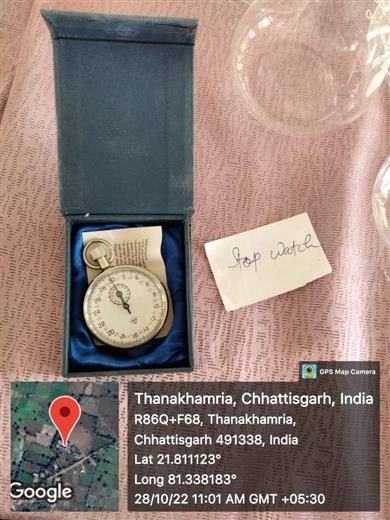 Stop watch
GPS Map Camera
Thanakhamria, Chhattisgarh, India
R86Q+F68, Thanakhamria,
Chhattisgarh 491338, India
Lat 21.811123°
Long 81.338183°
28/10/22 11:01 AM GMT +05:30
Google